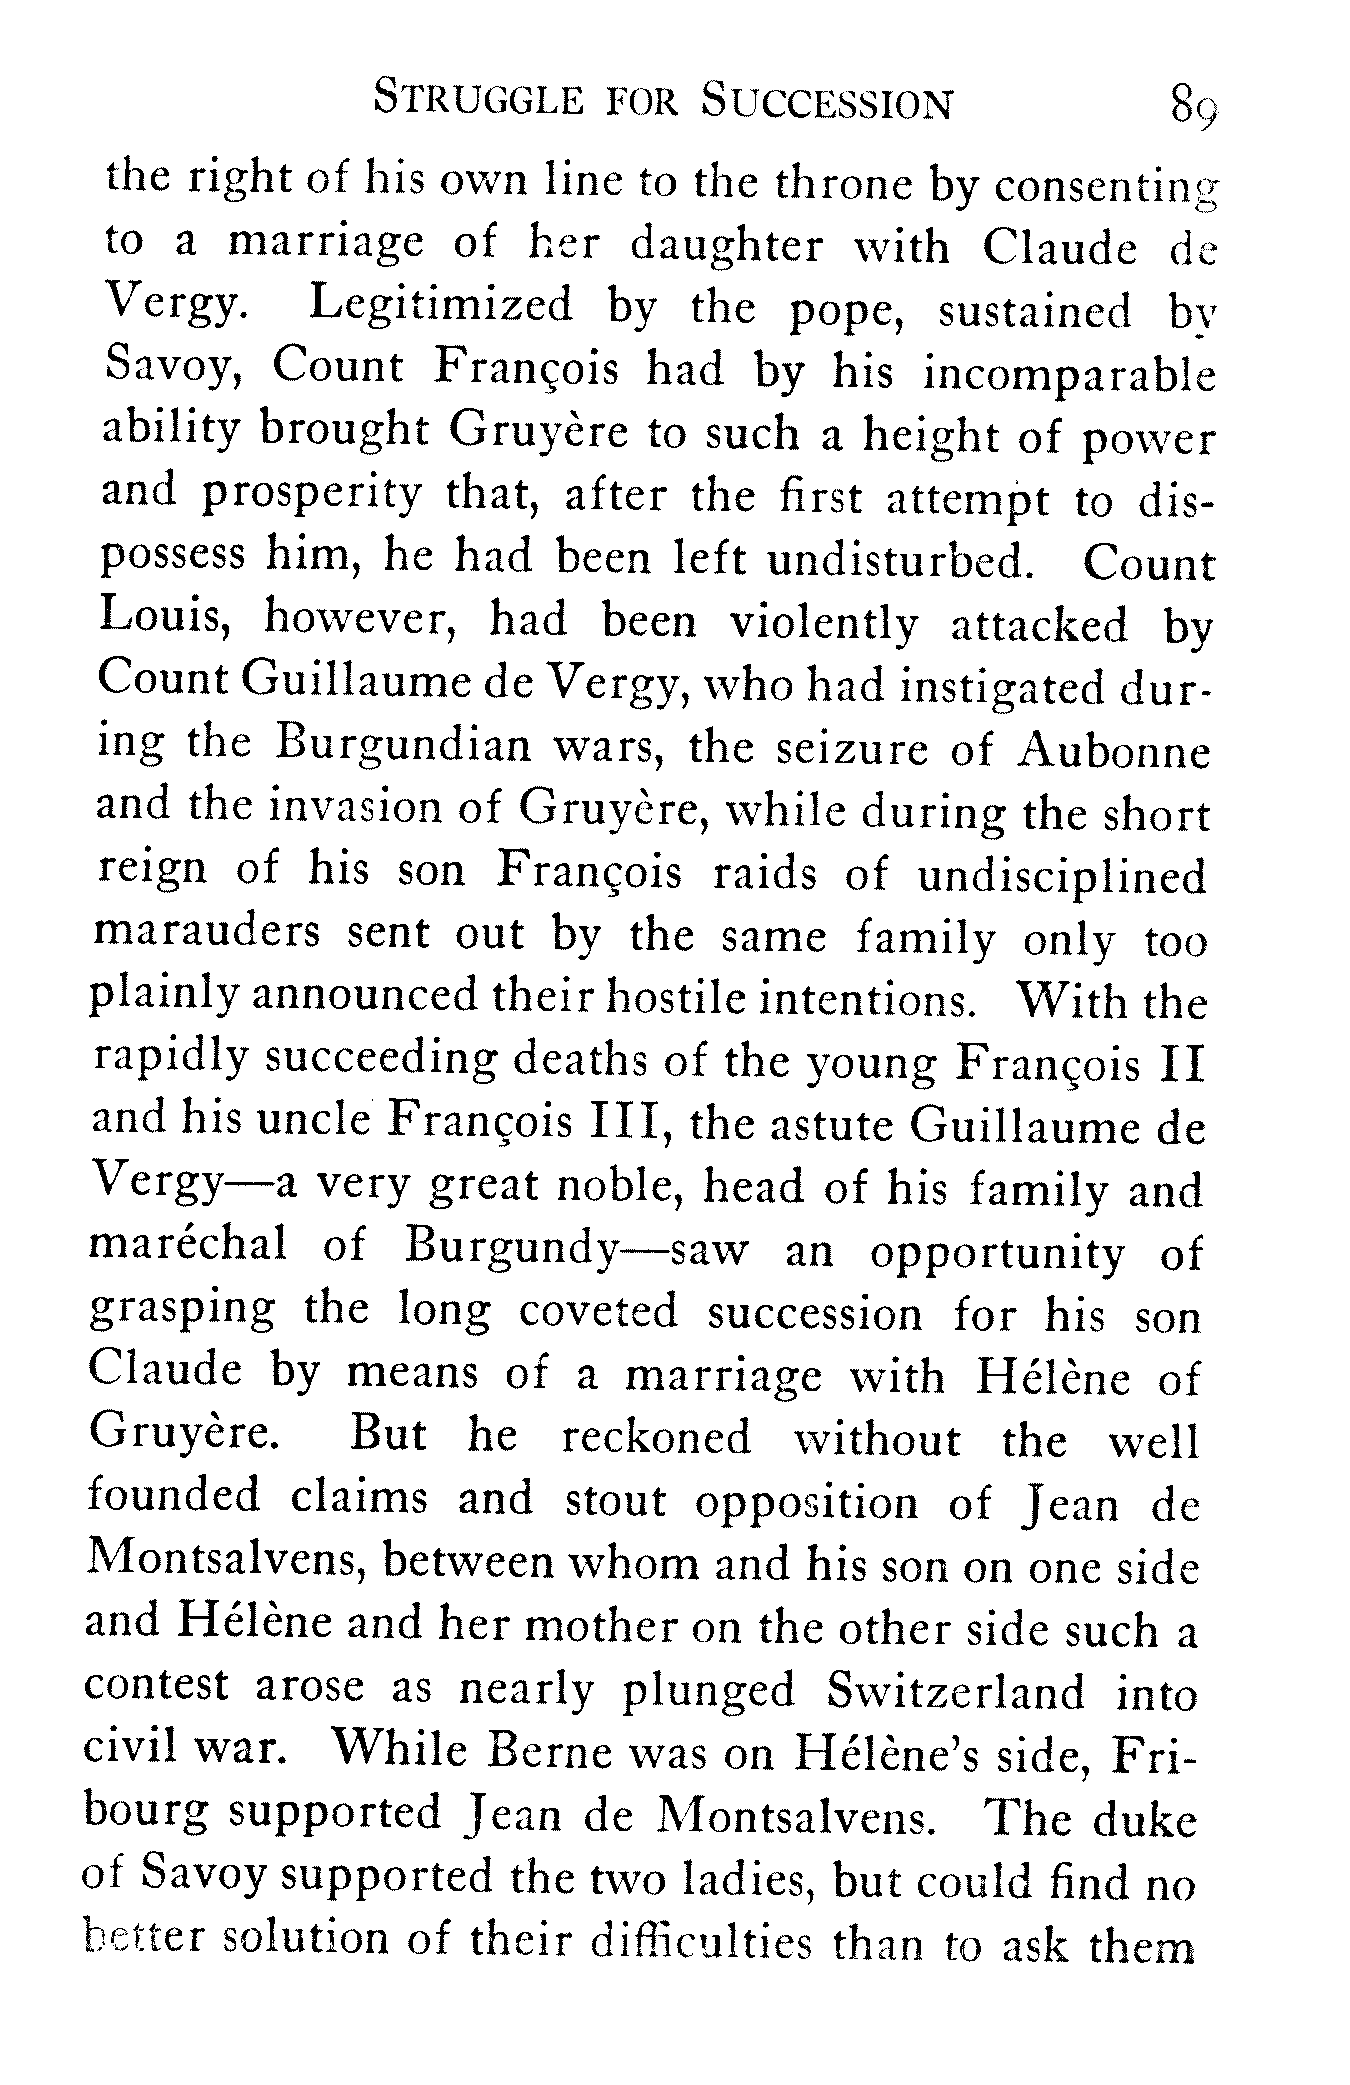 STRUGGLE FOR SUCCESSION 89
the right of his own line to the throne by consenting
to a marriage of her daughter with Claude de
Vergy. Legitimized by the pope, sustained by
Savoy, Count François had by his incomparable
ability brought Gruyère to such a height of power
and prosperity that, after the first attempt to dis-
possess him, he had been left undisturbed. Count
Louis, however, had been violently attacked by
Count Guillaume de Vergy, who had instigated dur-
ing the Burgundian wars, the seizure of Aubonne
and the invasion of Gruyère, while during the short
reign of his son François raids of undisciplined
marauders sent out by the same family only too
plainly announced their hostile intentions. With the
rapidly succeeding deaths of the young François II
and his uncle François III, the astute Guillaume de
Vergy—a very great noble, head of his family and
maréchal of Burgundy—saw an opportunity of
grasping the long coveted succession for his son
Claude by means of a marriage with Hélène of
Gruyère. But he reckoned without the well
founded claims and stout opposition of Jean de
Montsalvens, between whom and his son on one side
and Hélène and her mother on the other side such a
contest arose as nearly plunged Switzerland into
civil war. While Berne was on Hélène's side, Fri-
bourg supported Jean de Montsalvens. The duke
of Savoy supported the two ladies, but could find no
better solution of their difficulties than to ask them